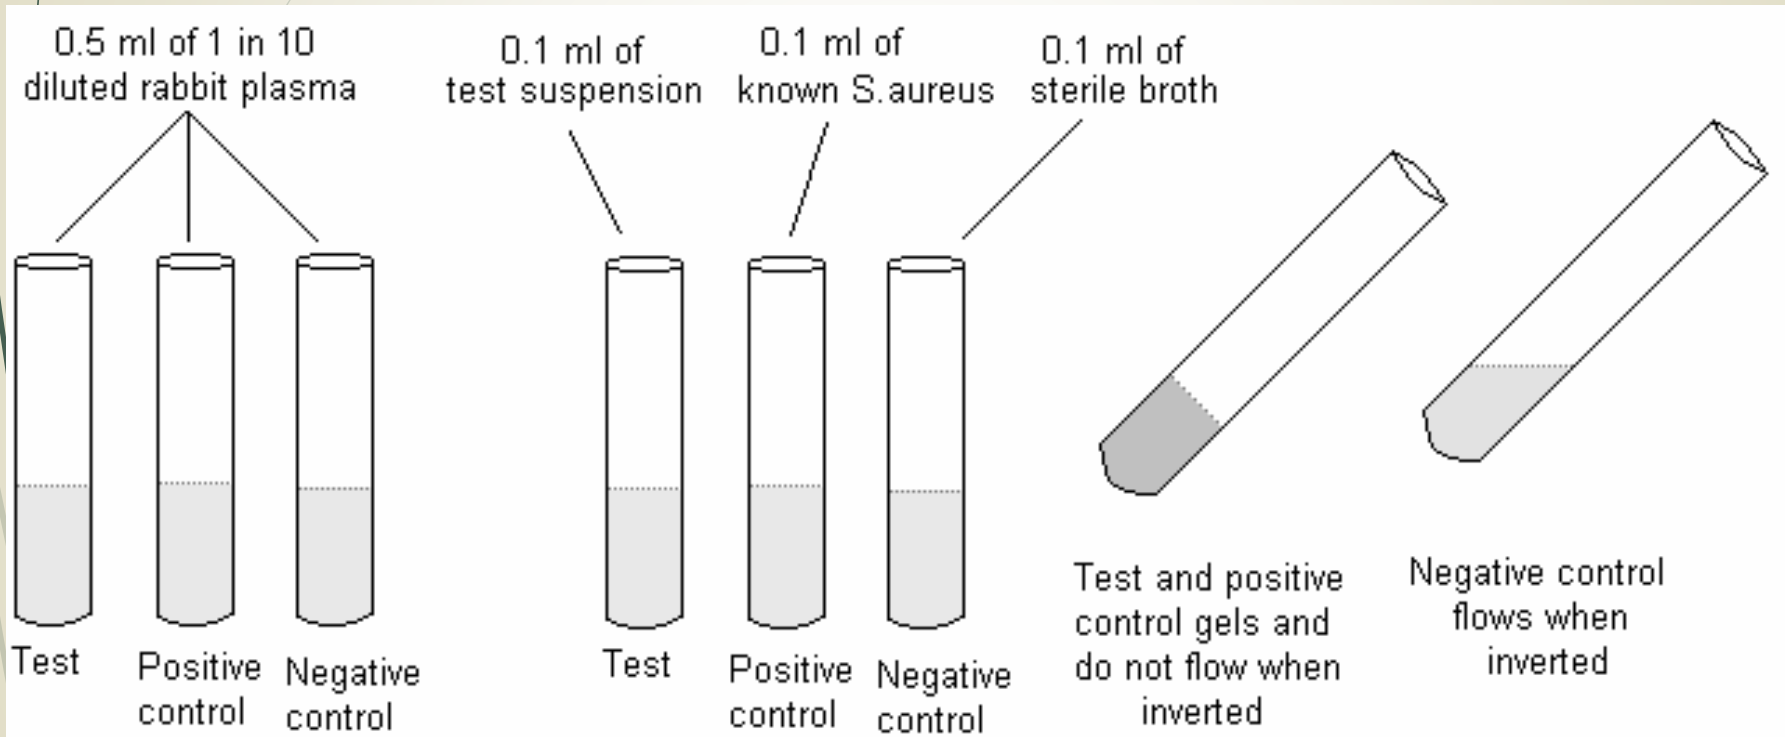 0.5 ml of 1 in 10
diluted rabbit plasma
0.1 ml of
test suspension
0.1 ml of
known S.aureus
0.1 ml of
sterile broth
Test
Positive
control
Negative
control
Test
Positive
control
Negative
control
Test and positive
control gels and
do not flow when
inverted
Negative control
flows when
inverted